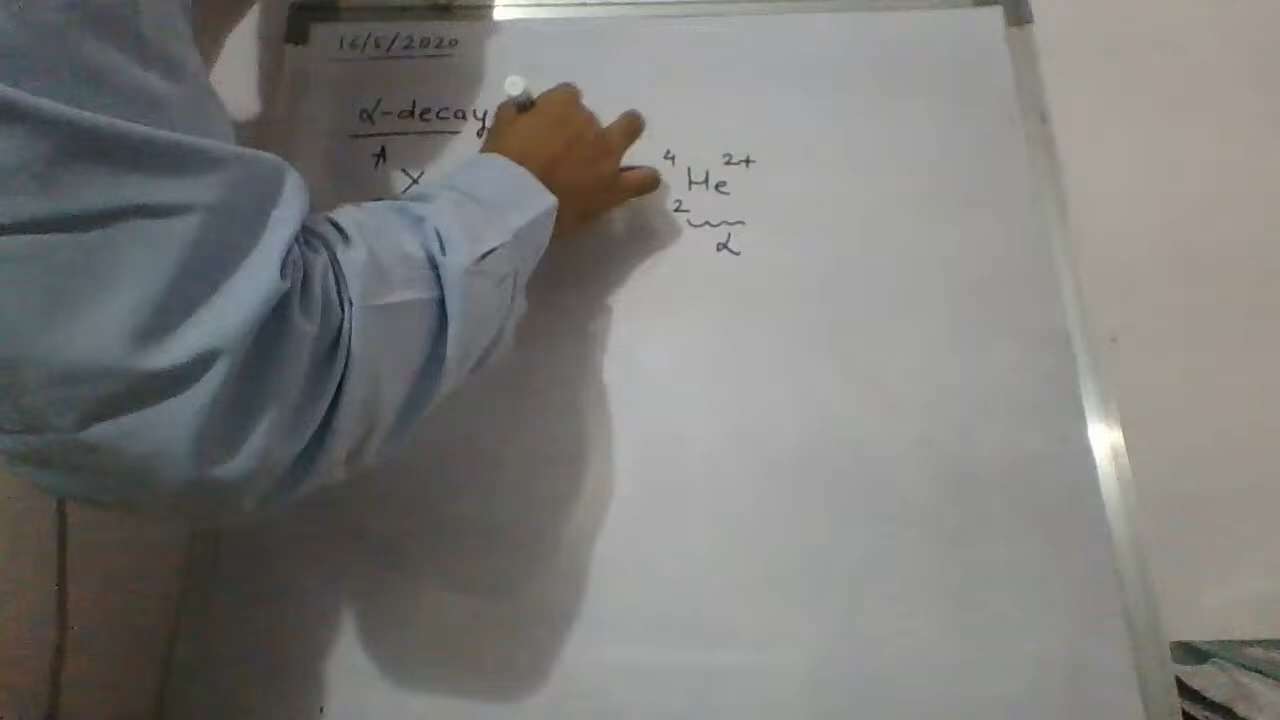 16/5/2020
α-decay
A X 4 2 He 2+
α